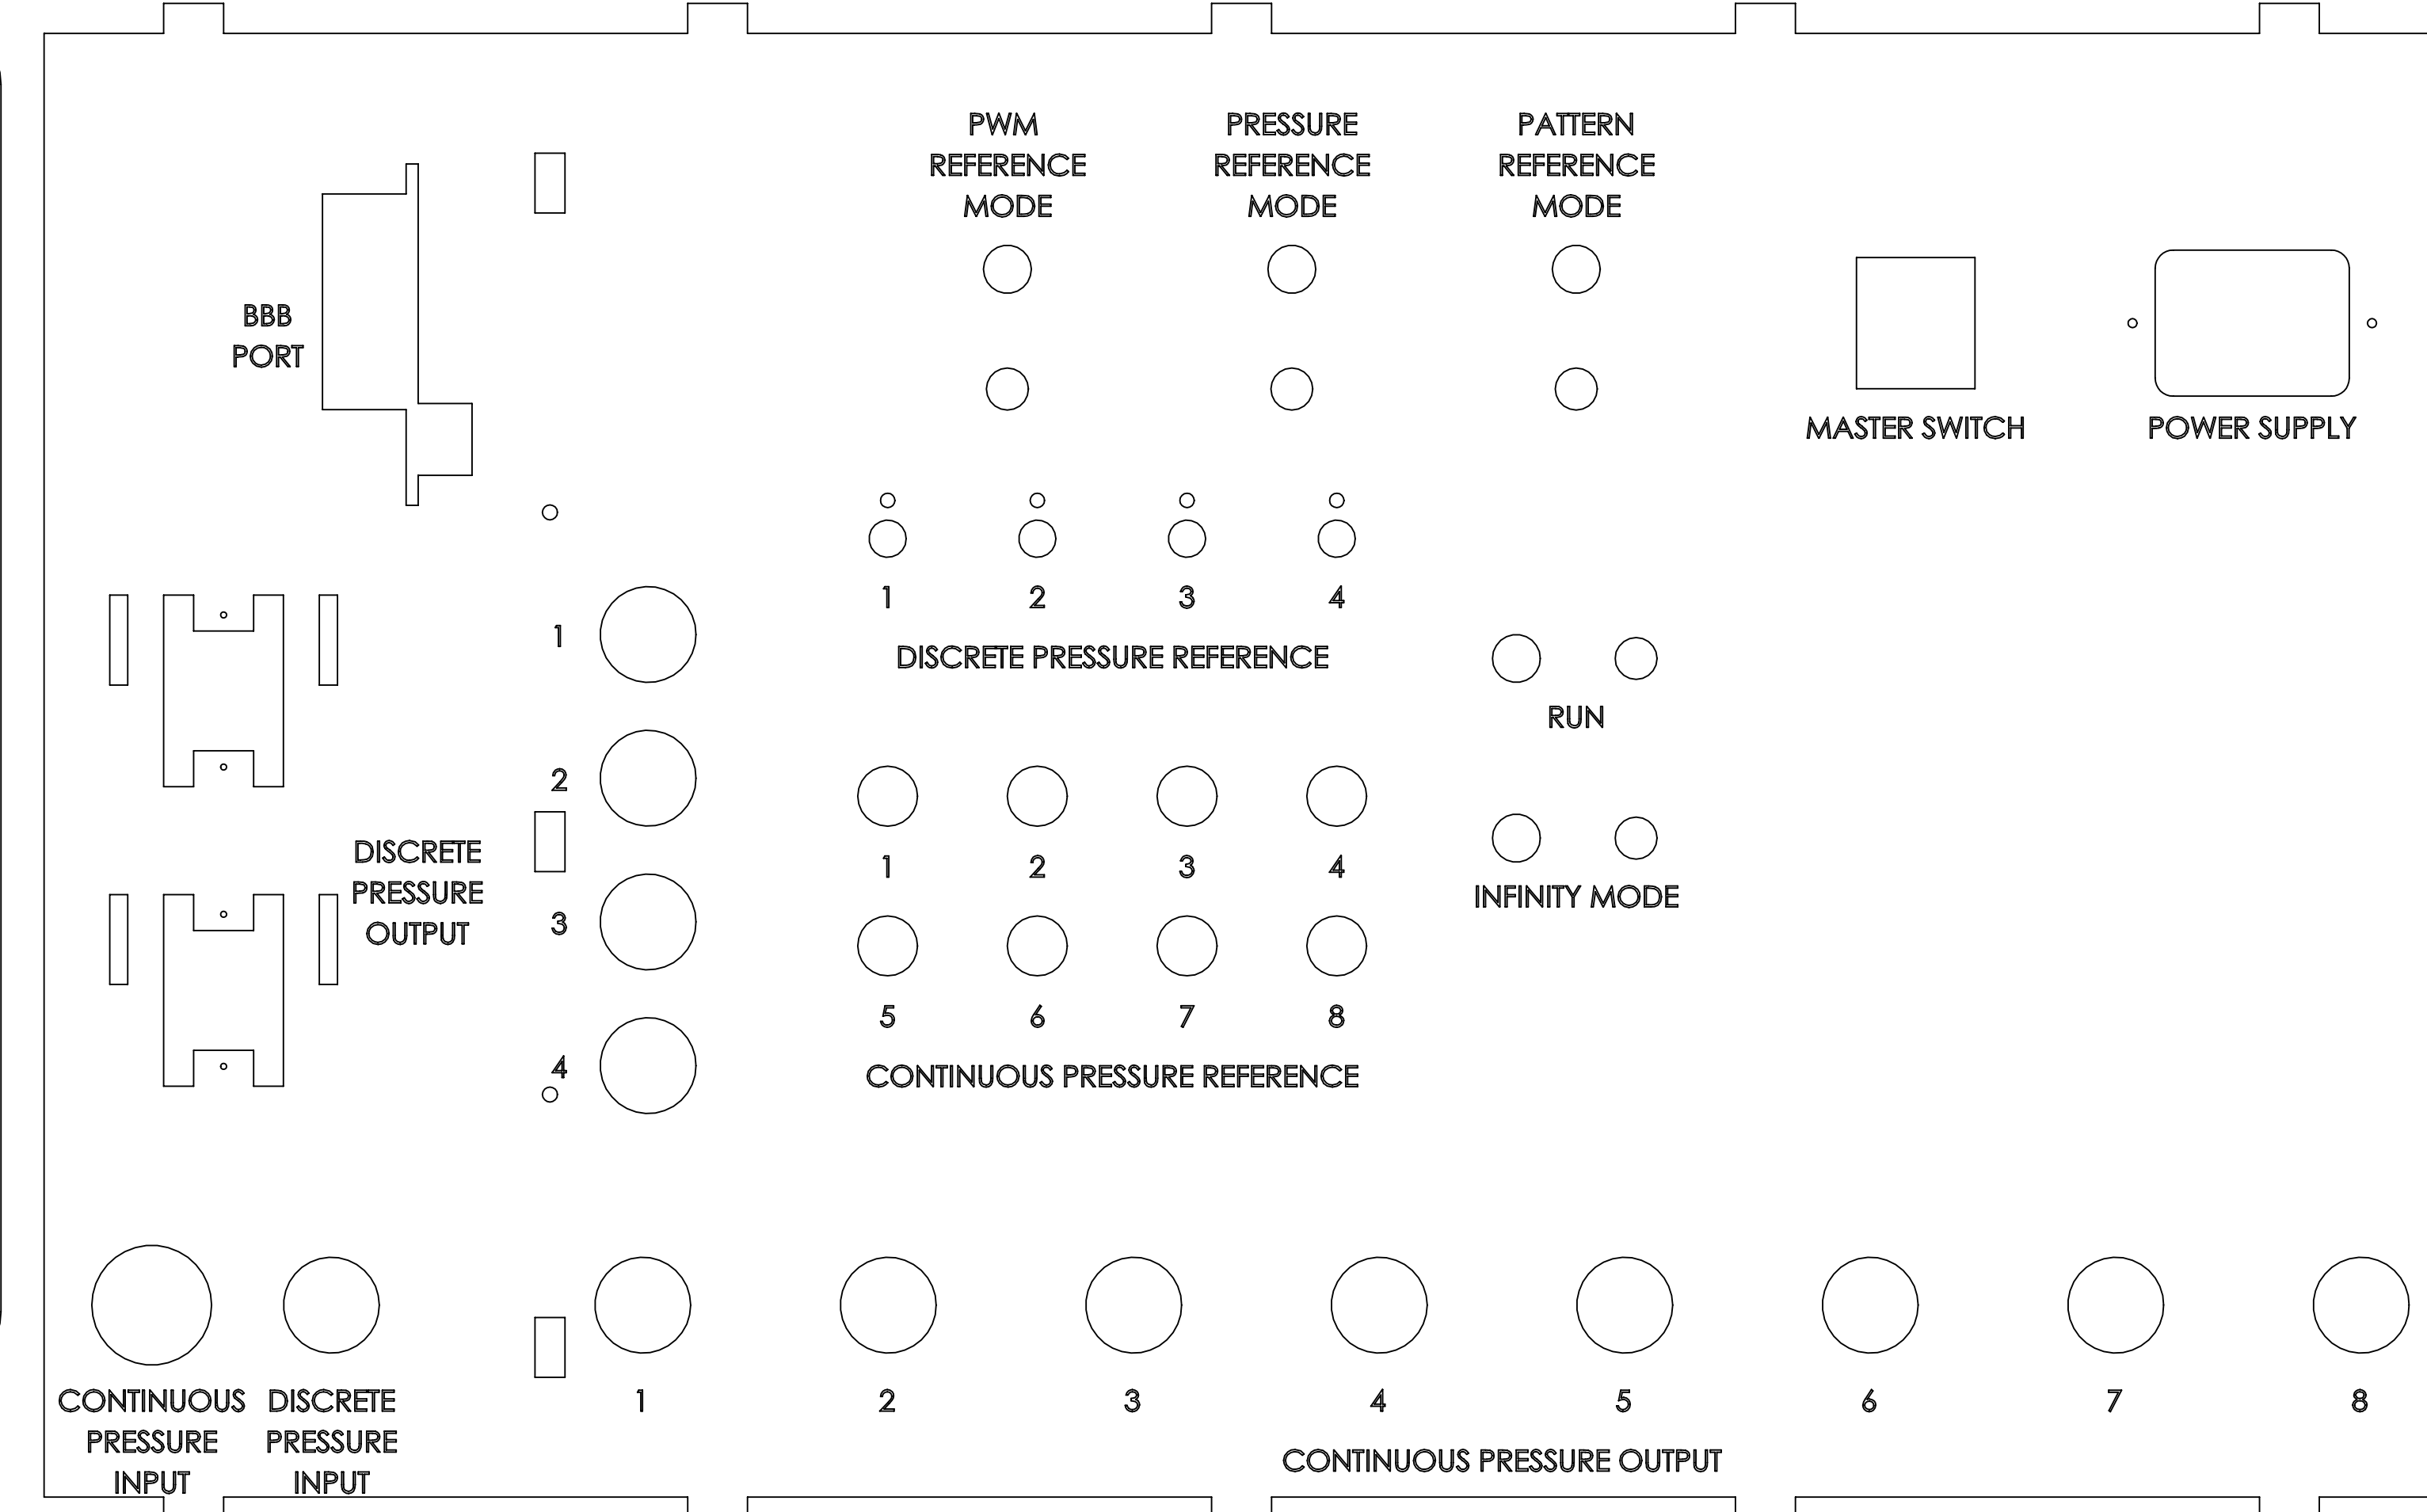 PWM
REFERENCE
MODE
PRESSURE
REFERENCE
MODE
PATTERN
REFERENCE
MODE
BBB
PORT
MASTER SWITCH
POWER SUPPLY
1 2 3 4
DISCRETE PRESSURE REFERENCE
1
2
3
4
DISCRETE
PRESSURE
OUTPUT
RUN
1 2 3 4
INFINITY MODE
5 6 7 8
CONTINUOUS PRESSURE REFERENCE
CONTINUOUS
PRESSURE
INPUT
DISCRETE
PRESSURE
INPUT
1 2 3 4 5 6 7 8
CONTINUOUS PRESSURE OUTPUT